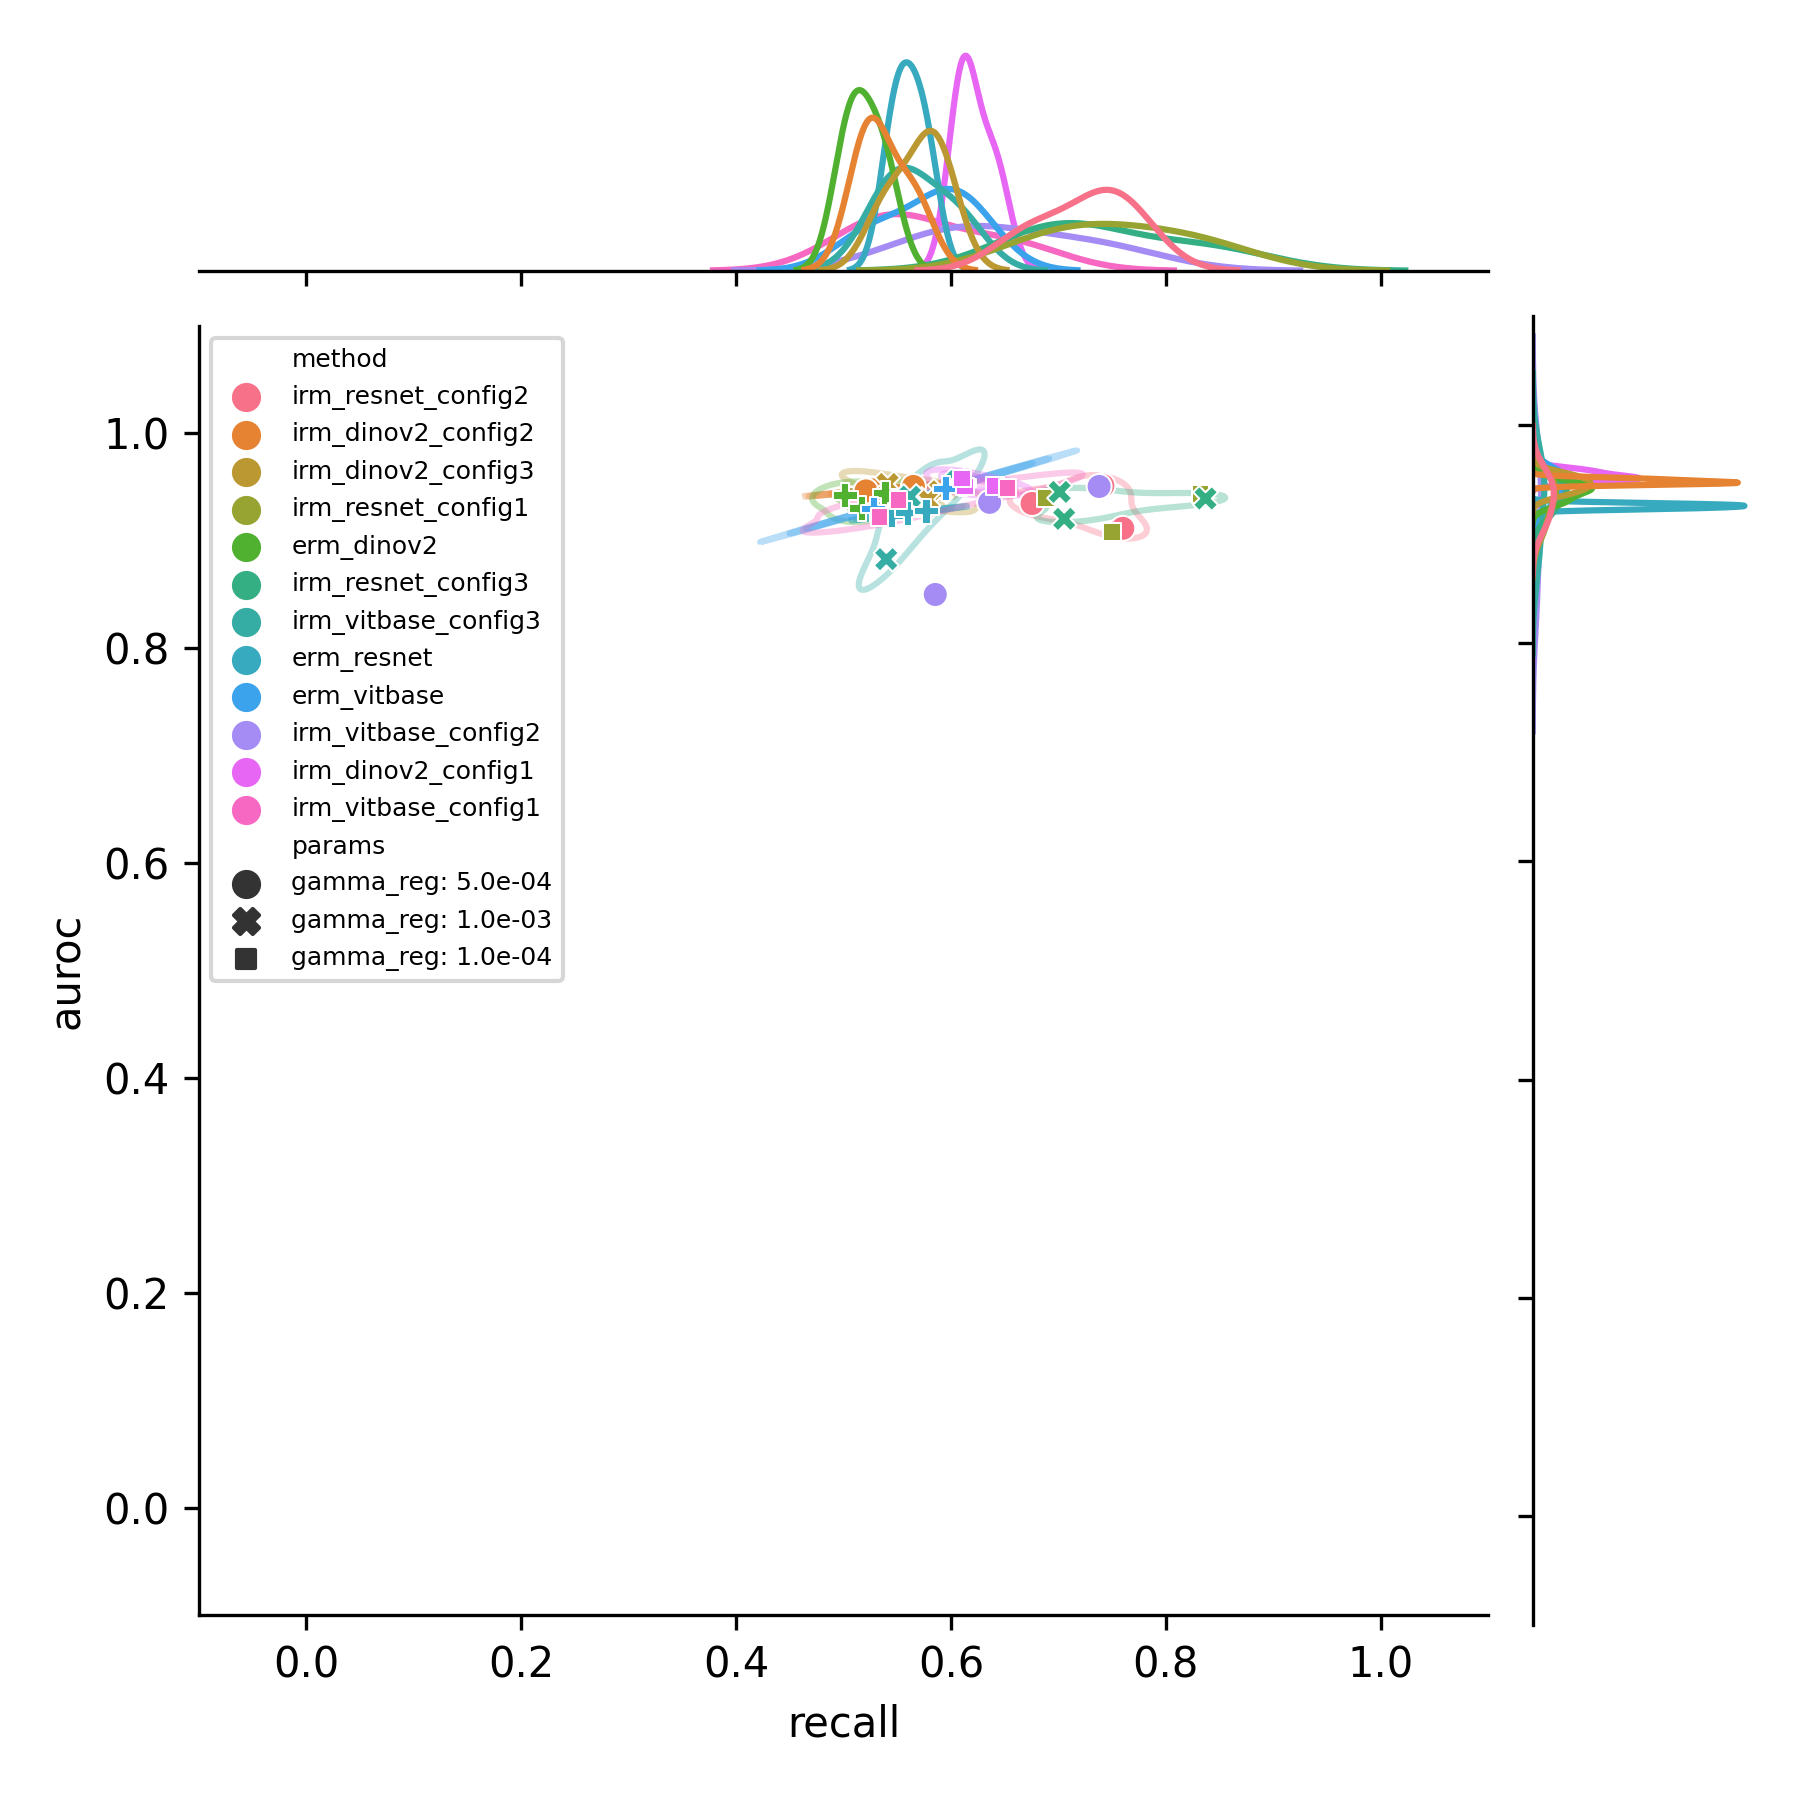 method
irm_resnet_config2
irm_dinov2_config2
irm_dinov2_config3
irm_resnet_config1
erm_dinov2
irm_resnet_config3
irm_vitbase_config3
erm_resnet
erm_vitbase
irm_vitbase_config2
irm_dinov2_config1
irm_vitbase_config1
params
gamma_reg: 5.0e-04
gamma_reg: 1.0e-03
gamma_reg: 1.0e-04
1.0
0.8
0.6
0.4
0.2
0.0
auroc
0.0 0.2 0.4 0.6 0.8 1.0
recall